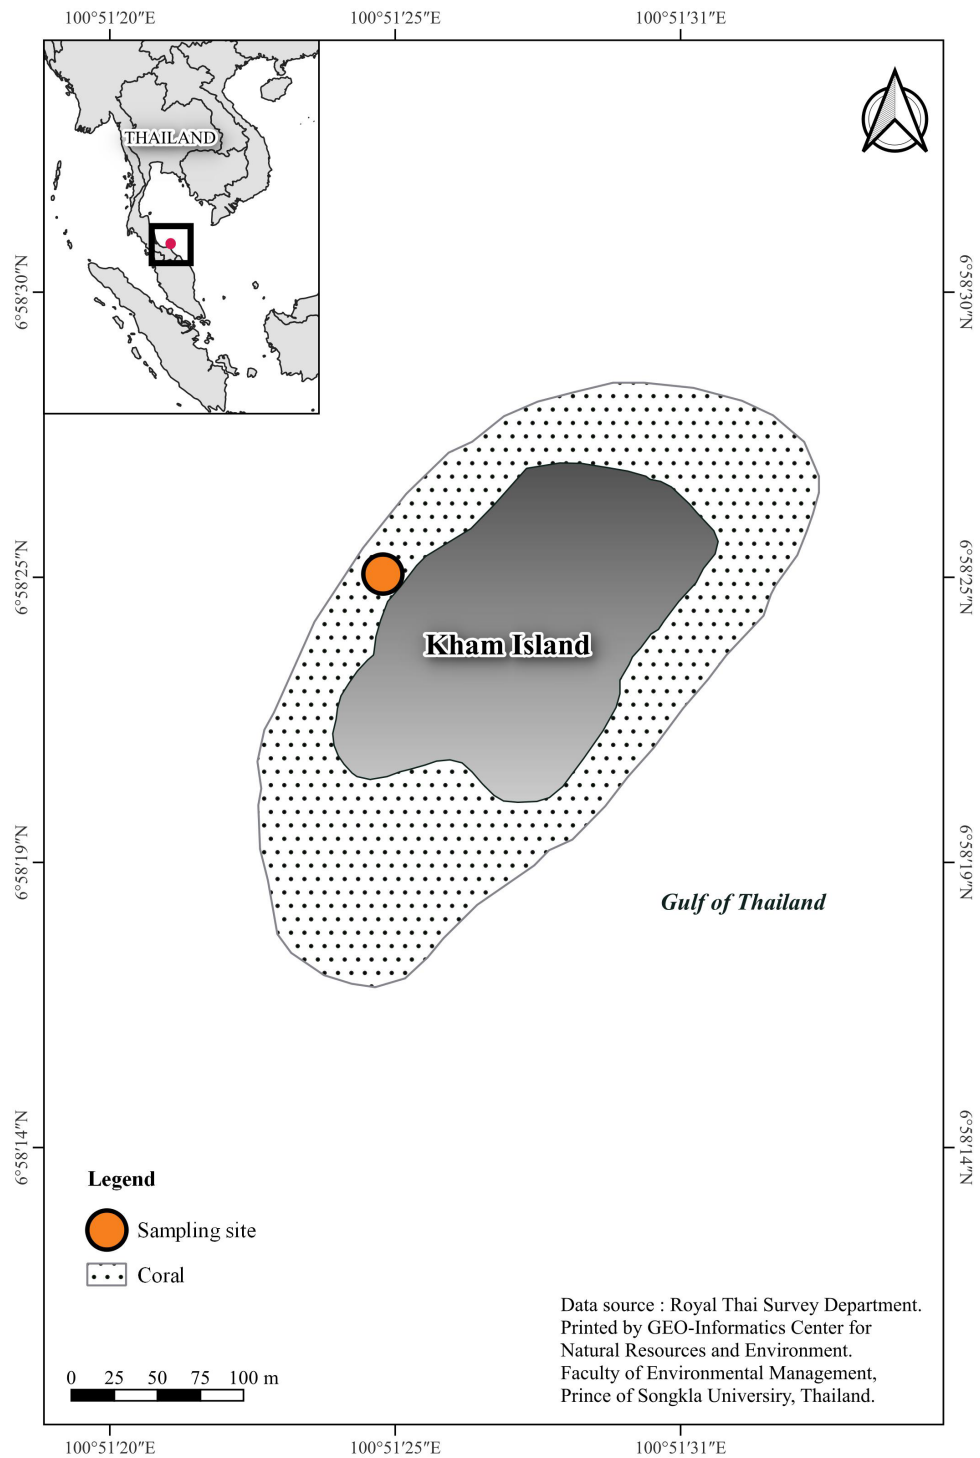 100°51′20″E 100°51′25″E 100°51′31″E
THAILAND
6°58′30″N 6°58′30″N
6°58′25″N 6°58′25″N
Kham Island
6°58′19″N 6°58′19″N
Gulf of Thailand
6°58′14″N 6°58′14″N
Legend
Sampling site
Coral
Data source : Royal Thai Survey Department.
Printed by GEO-Informatics Center for
Natural Resources and Environment.
Faculty of Environmental Management,
Prince of Songkla Universiry, Thailand.
0 25 50 75 100 m
100°51′20″E 100°51′25″E 100°51′31″E